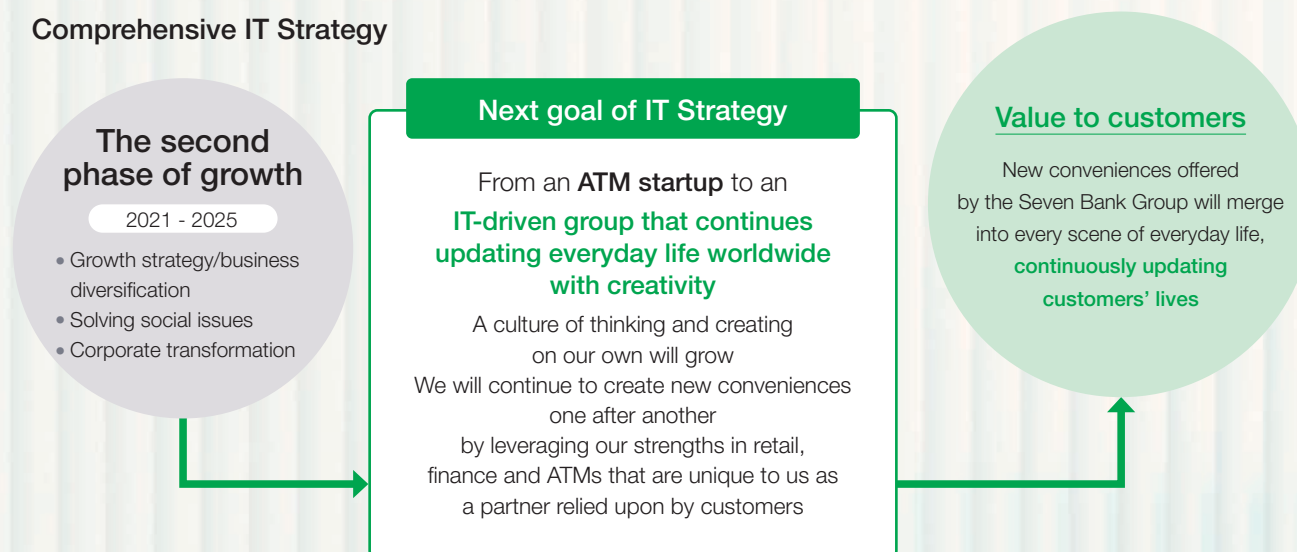 Comprehensive IT Strategy
The second
phase of growth
2021 - 2025
• Growth strategy/business
diversification
• Solving social issues
• Corporate transformation
Next goal of IT Strategy
From an ATM startup to an
IT-driven group that continues
updating everyday life worldwide
with creativity
A culture of thinking and creating
on our own will grow
We will continue to create new conveniences
one after another
by leveraging our strengths in retail,
finance and ATMs that are unique to us as
a partner relied upon by customers
Value to customers
New conveniences offered
by the Seven Bank Group will merge
into every scene of everyday life,
continuously updating
customers’ lives